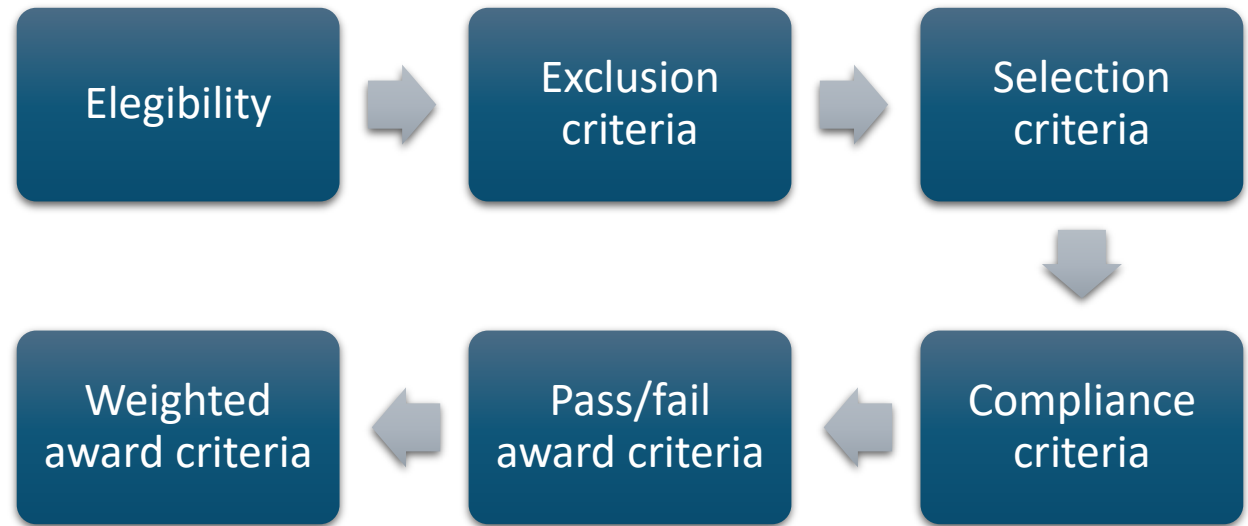 Elegibility
Exclusion
criteria
Selection
criteria
Compliance
criteria
Pass/fail
award criteria
Weighted
award criteria